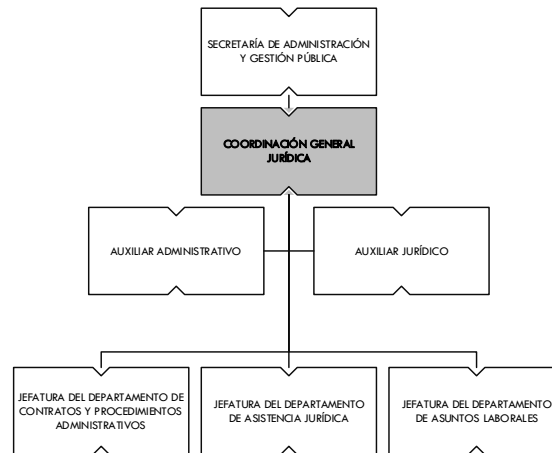 SECRETARÍA DE ADMINISTRACIÓN
Y GESTIÓN PÚBLICA
COORDINACIÓN GENERAL
JURÍDICA
AUXILIAR ADMINISTRATIVO
AUXILIAR JURÍDICO
JEFATURA DEL DEPARTAMENTO DE
CONTRATOS Y PROCEDIMIENTOS
ADMINISTRATIVOS
JEFATURA DEL DEPARTAMENTO
DE ASISTENCIA JURÍDICA
JEFATURA DEL DEPARTAMENTO
DE ASUNTOS LABORALES